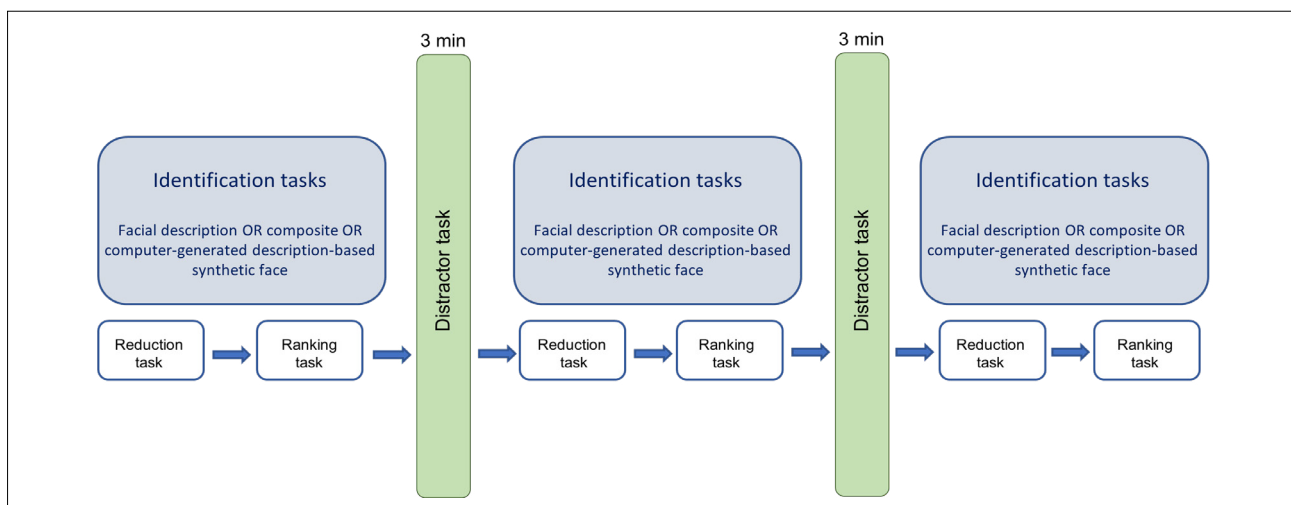 3 min
3 min
Identification tasks
Facial description OR composite OR
computer-generated description-based
synthetic face
Reduction
task
Ranking
task
Distractor task
Identification tasks
Facial description OR composite OR
computer-generated description-based
synthetic face
Reduction
task
Ranking
task
Distractor task
Identification tasks
Facial description OR composite OR
computer-generated description-based
synthetic face
Reduction
task
Ranking
task